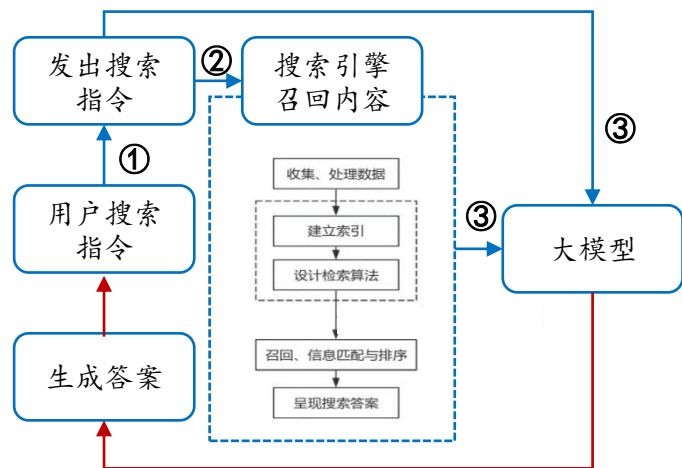 发出搜索
指令
②
搜索引擎
召回内容
③
①
收集、处理数据
用户搜索
指令
建立索引
③
大模型
设计检索算法
召回、信息匹配与排序
生成答案
呈现搜索答案